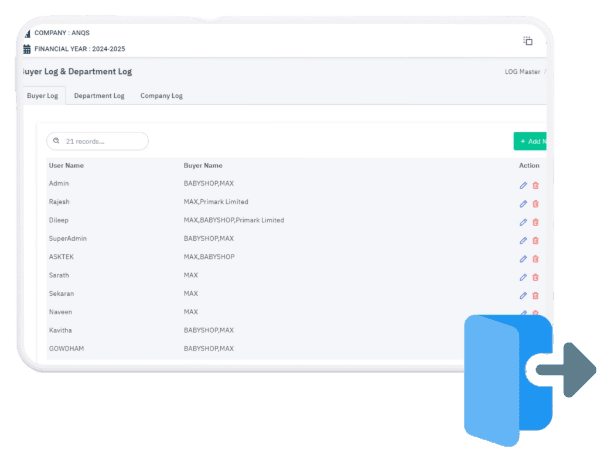 COMPANY : ANQS
FINANCIAL YEAR : 2024-2025
uyer Log & Department Log
LOG Master /
Buyer Log Department Log Company Log
21 records...
+ Add N
User Name Buyer Name Action
Admin BABYSHOP,MAX
Rajesh MAX,Primark Limited
Dileep MAX,BABYSHOP,Primark Limited
SuperAdmin BABYSHOP,MAX
ASKTEK MAX,BABYSHOP
Sarath MAX
Sekaran MAX
Naveen MAX
Kavitha BABYSHOP,MAX
GOWDHAM BABYSHOP,MAX